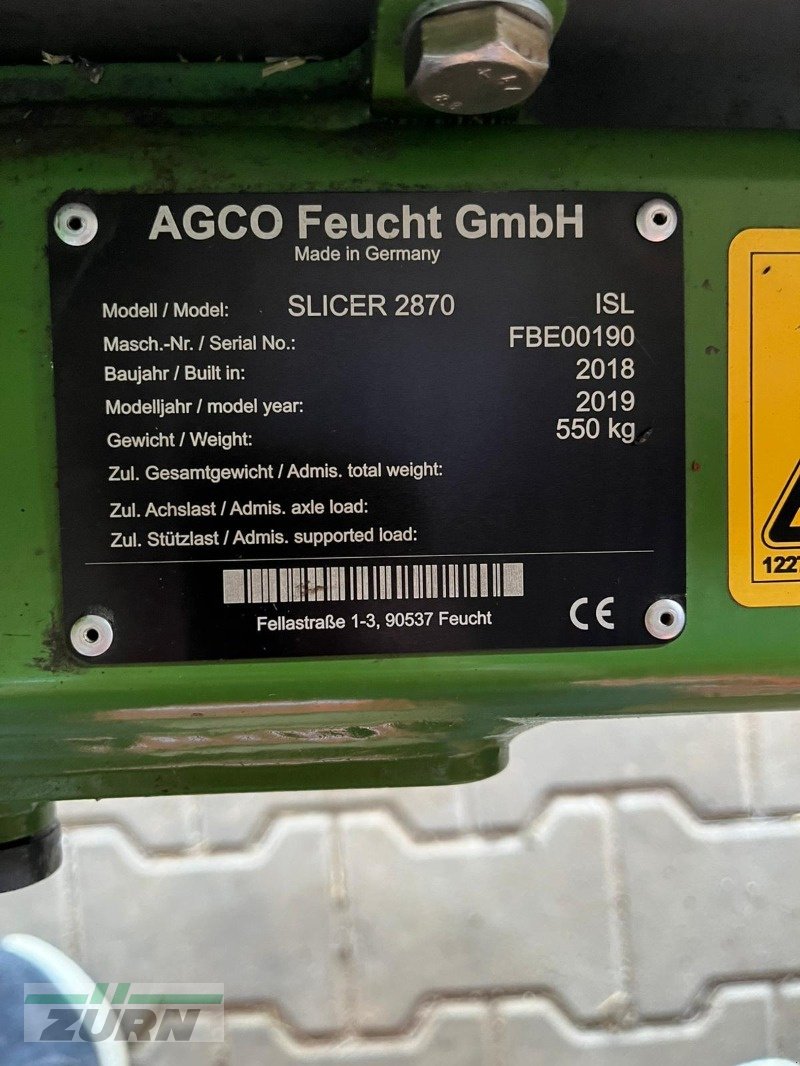 AGCO Feucht GmbH
Made in Germany
Modell / Model: SLICER 2870 ISL
Masch.-Nr. / Serial No.: FBE00190
Baujahr / Built in: 2018
Modelljahr / model year: 2019
Gewicht / Weight: 550 kg
Zul. Gesamtgewicht / Admis. total weight:
Zul. Achslast / Admis. axle load:
Zul. Stützlast / Admis. supported load:
Fellastraße 1-3, 90537 Feucht
CE
ZÜRN